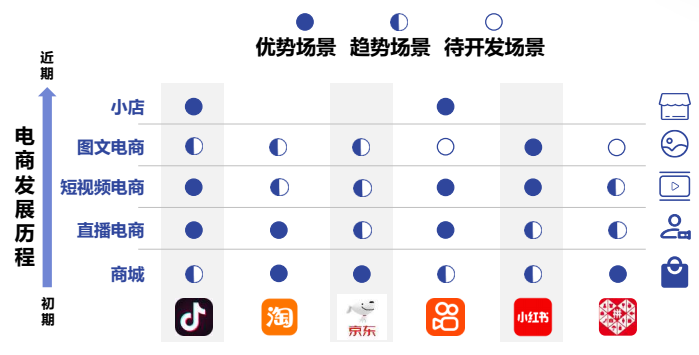 优势场景 趋势场景 待开发场景
近期
小店
图文电商
短视频电商
直播电商
商城
电商发展历程
初期
淘
京东
小红书
拼